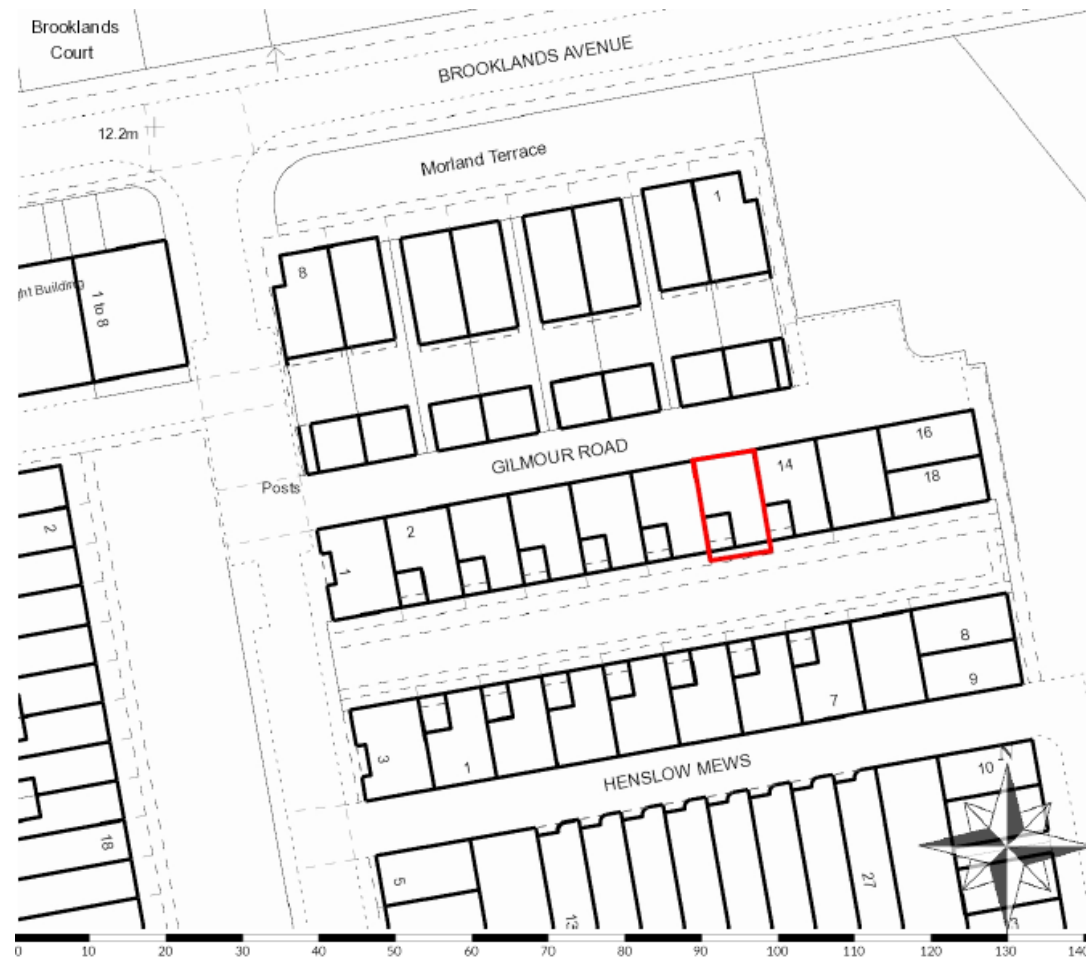 Brooklands
Court
BROOKLANDS AVENUE
12.2m
Morland Terrace
1
8
ght Building
1 to 8
GILMOUR ROAD
Posts
16
14
18
2
2
1
8
9
7
3
1
HENSLOW MEWS
N
10
18
5
27
0 10 20 30 40 50 60 70 80 90 100 110 120 130 140